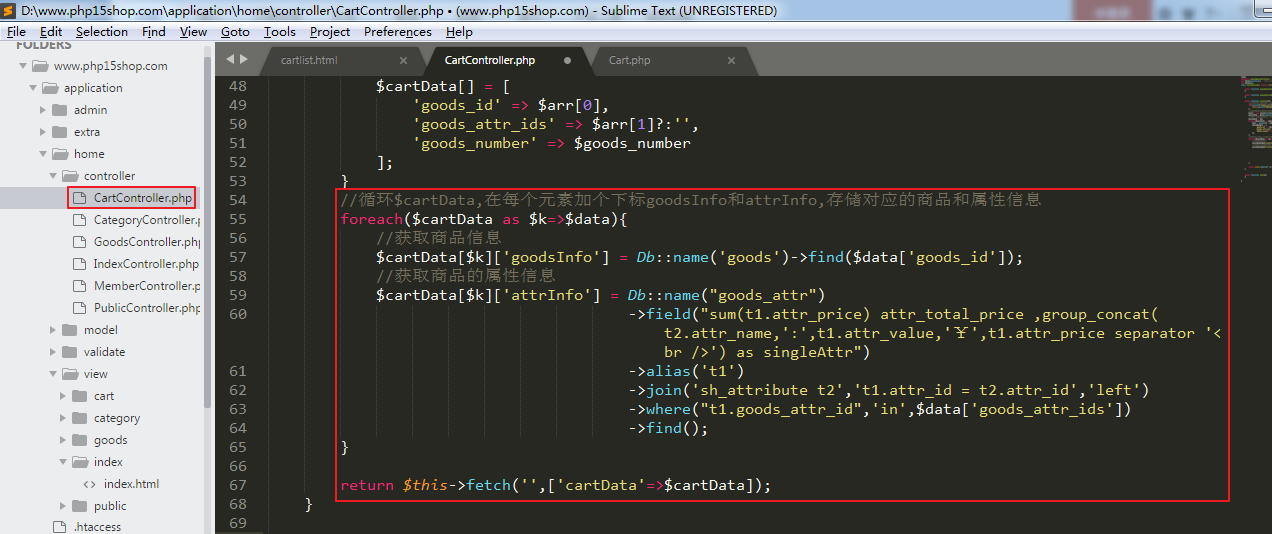 D:\www.php15shop.com\application\home\controller\CartController.php • (www.php15shop.com) - Sublime Text (UNREGISTERED)
File Edit Selection Find View Goto Tools Project Preferences Help
FOLDERS
www.php15shop.com
application
admin
extra
home
controller
CartController.php
CategoryController.p
GoodsController.php
IndexController.php
MemberController.p
PublicController.php
model
validate
view
cart
category
goods
index
index.html
public
.htaccess
cartlist.html × CartController.php • Cart.php ×
48 $cartData[] = [
49 'goods_id' => $arr[0],
50 'goods_attr_ids' => $arr[1]?:'',
51 'goods_number' => $goods_number
52 ];
53 }
54 //循环$cartData,在每个元素加个下标goodsInfo和attrInfo,存储对应的商品和属性信息
55 foreach($cartData as $k=>$data){
56 //获取商品信息
57 $cartData[$k]['goodsInfo'] = Db::name('goods')->find($data['goods_id']);
58 //获取商品的属性信息
59 $cartData[$k]['attrInfo'] = Db::name("goods_attr")
60 ->field("sum(t1.attr_price) attr_total_price ,group_concat(
t2.attr_name,':',t1.attr_value,'￥',t1.attr_price separator '<
br />') as singleAttr")
61 ->alias('t1')
62 ->join('sh_attribute t2','t1.attr_id = t2.attr_id','left')
63 ->where("t1.goods_attr_id",'in',$data['goods_attr_ids'])
64 ->find();
65 }
66
67 return $this->fetch('',['cartData'=>$cartData]);
68 }
69